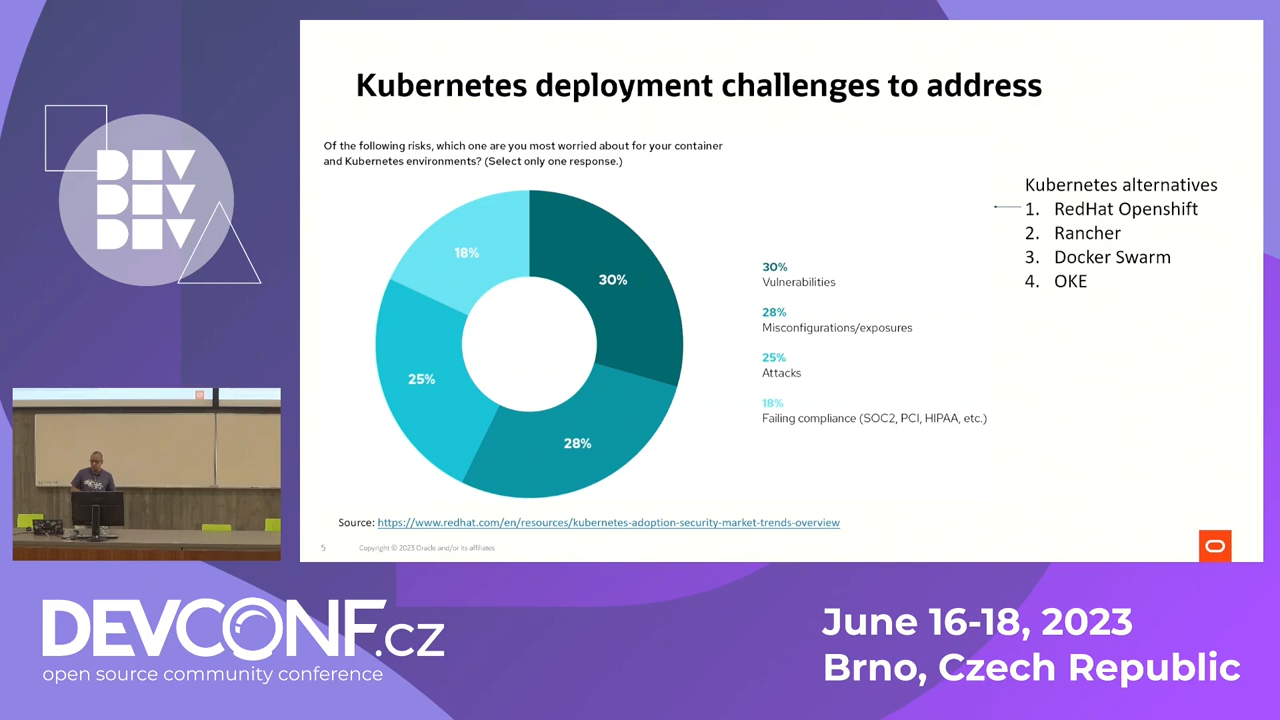 DEV
DEV
DEV
Kubernetes deployment challenges to address
Of the following risks, which one are you most worried about for your container
and Kubernetes environments? (Select only one response.)
18%
30%
25%
28%
30%
Vulnerabilities
28%
Misconfigurations/exposures
25%
Attacks
18%
Failing compliance (SOC2, PCI, HIPAA, etc.)
Kubernetes alternatives
1. RedHat Openshift
2. Rancher
3. Docker Swarm
4. OKE
Source: https://www.redhat.com/en/resources/kubernetes-adoption-security-market-trends-overview
5 Copyright © 2023 Oracle and/or its affiliates
DEVCONF.cz
open source community conference
June 16-18, 2023
Brno, Czech Republic